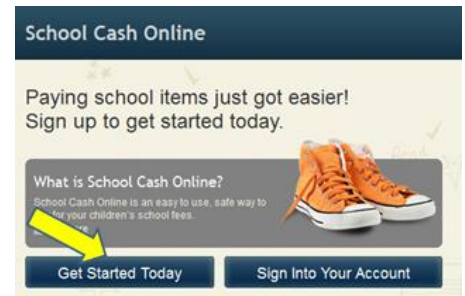 School Cash Online
Paying school items just got easier!
Sign up to get started today.
What is School Cash Online?
School Cash Online is an easy to use, safe way to
for your children's school fees.
Get Started Today
Sign Into Your Account